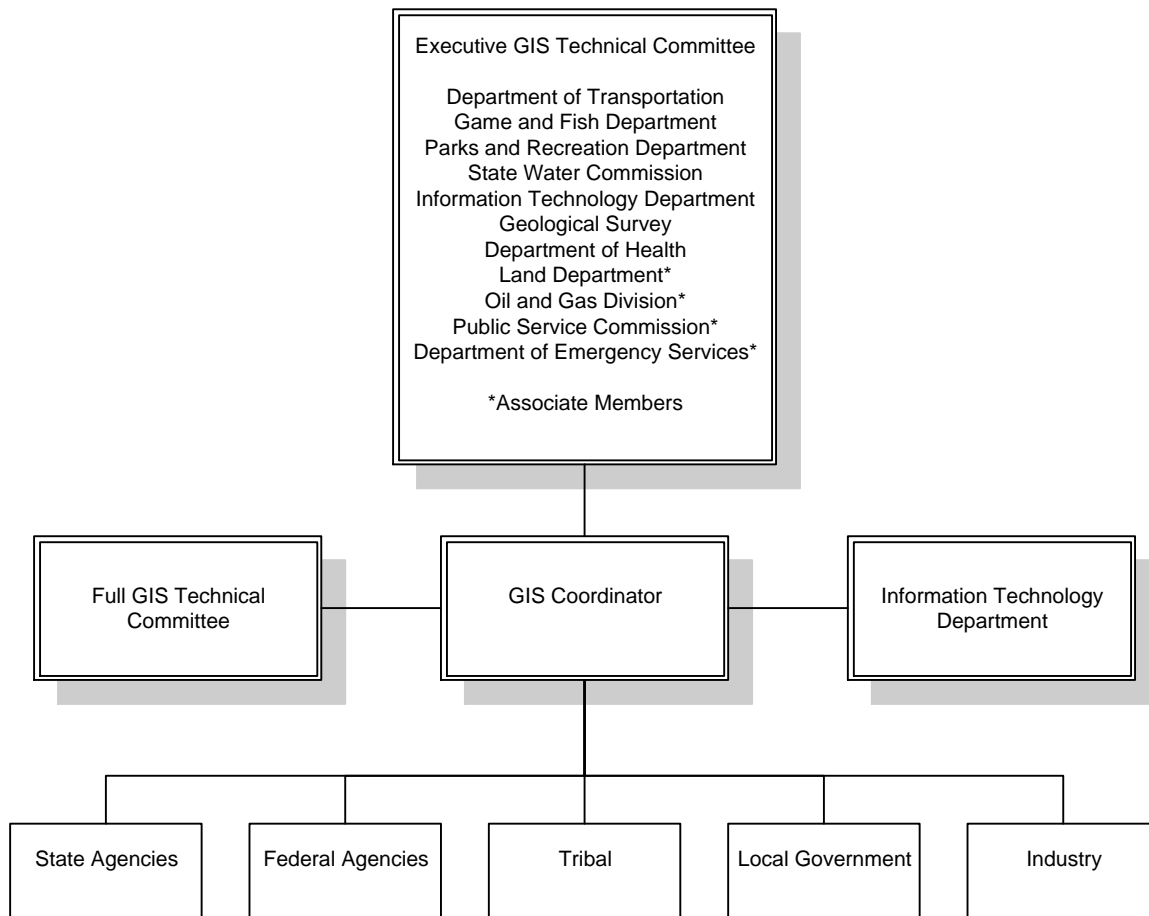 Executive GIS Technical Committee
Department of Transportation
Game and Fish Department
Parks and Recreation Department
State Water Commission
Information Technology Department
Geological Survey
Department of Health
Land Department*
Oil and Gas Division*
Public Service Commission*
Department of Emergency Services*
*Associate Members
Full GIS Technical
Committee
GIS Coordinator
Information Technology
Department
State Agencies
Federal Agencies
Tribal
Local Government
Industry